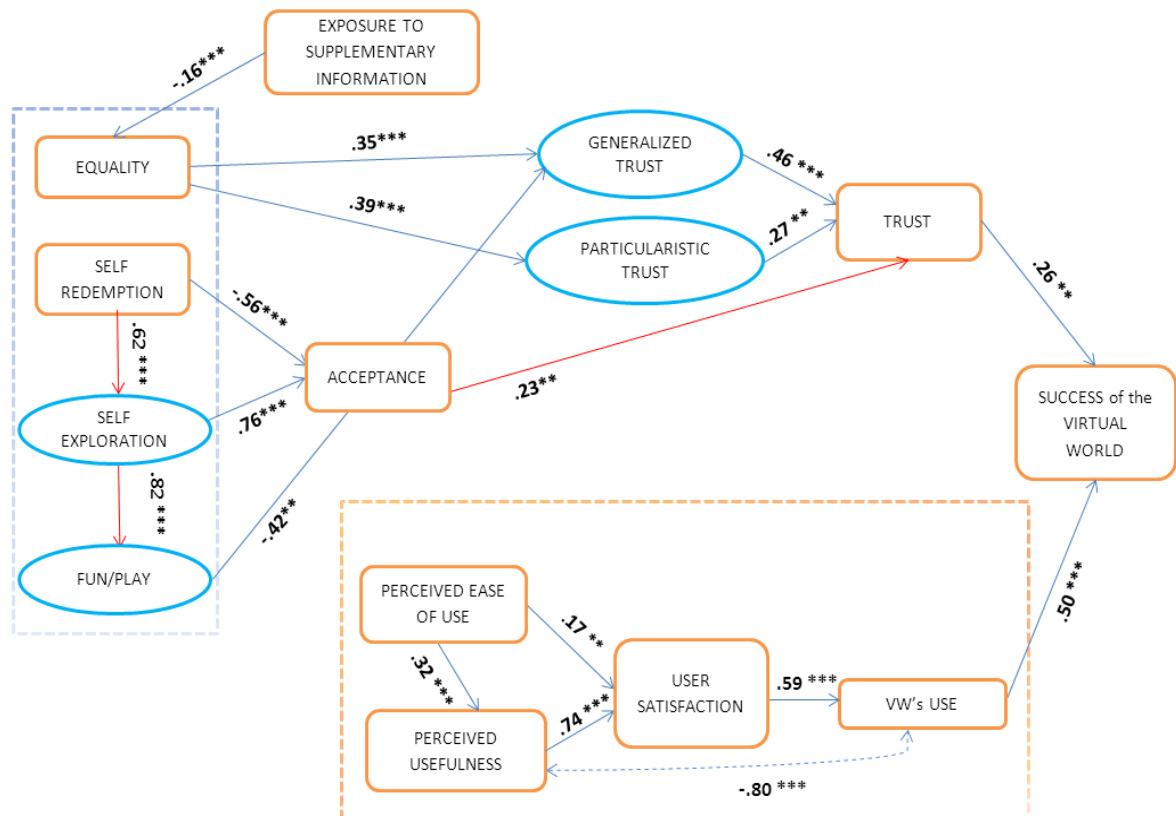 EXPOSURE TO
SUPPLEMENTARY
INFORMATION
-.16***
EQUALITY
.35***
GENERALIZED
TRUST
.46 ***
.39***
PARTICULARISTIC
TRUST
.27 **
TRUST
.26 **
SELF
REDEMPTION
-.56***
.62 ***
ACCEPTANCE
.23**
SUCCESS of the
VIRTUAL
WORLD
SELF
EXPLORATION
.76***
.82 ***
-.42**
FUN/PLAY
PERCEIVED EASE
OF USE
.17 **
.32 ***
USER
SATISFACTION
.59 ***
VW's USE
.50 ***
.74 ***
PERCEIVED
USEFULNESS
-.80 ***